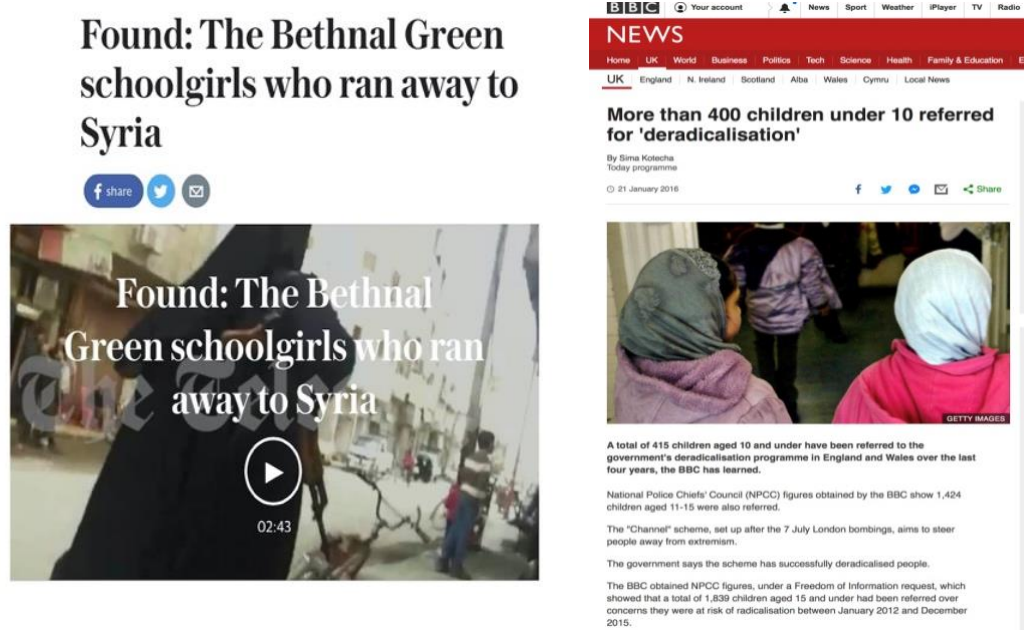 Found: The Bethnal Green
schoolgirls who ran away to
Syria
share
Found: The Bethnal
Green schoolgirls who ran
away to Syria
02:43
BBC
Your account
News
Sport
Weather
iPlayer
TV
Radio
NEWS
Home
UK
World
Business
Politics
Tech
Science
Health
Family & Education
UK
England
N. Ireland
Scotland
Alba
Wales
Cymru
Local News
More than 400 children under 10 referred
for 'deradicalisation'
By Sima Kotecha
Today programme
21 January 2016
Share
GETTY IMAGES
A total of 415 children aged 10 and under have been referred to the
government's deradicalisation programme in England and Wales over the last
four years, the BBC has learned.
National Police Chiefs' Council (NPCC) figures obtained by the BBC show 1,424
children aged 11-15 were also referred.
The "Channel" scheme, set up after the 7 July London bombings, aims to steer
people away from extremism.
The government says the scheme has successfully deradicalised people.
The BBC obtained NPCC figures, under a Freedom of Information request, which
showed that a total of 1,839 children aged 15 and under had been referred over
concerns they were at risk of radicalisation between January 2012 and December
2015.